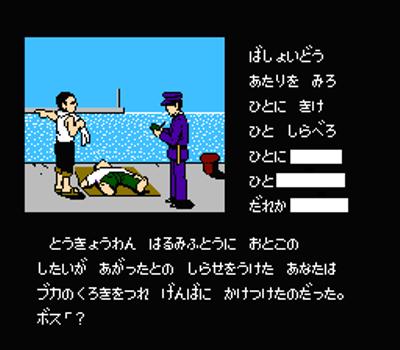 ばしょいどう
あたりを みろ
ひとに きけ
ひと しらべろ
ひとに
ひと
だれか
とうきょうわん はるみふとうに おとこの
したいが あがったとの しらせをうけた あなたは
ブカのくろきをつれ げんばに かけつけたのだった。
ボス「?